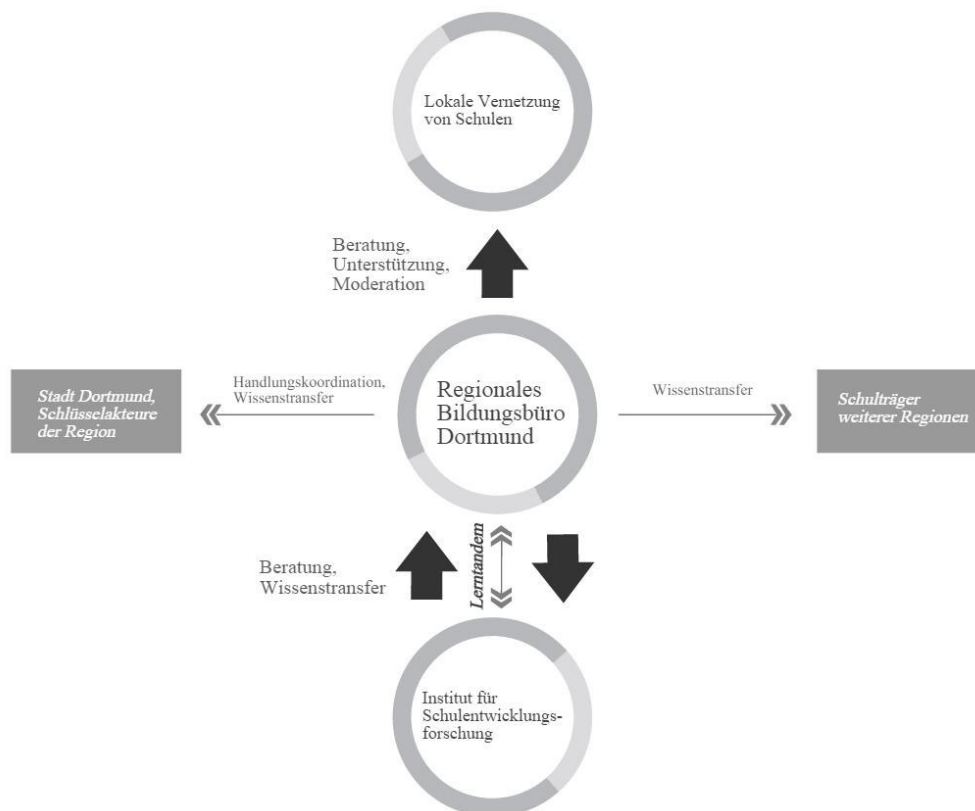 Lokale Vernetzung
von Schulen
Beratung,
Unterstützung,
Moderation
Stadt Dortmund,
Schlüsselakteure
der Region
Handlungskoordination,
Wissenstransfer
Regionales
Bildungsbüro
Dortmund
Wissenstransfer
Schulträger
weiterer Regionen
Beratung,
Wissenstransfer
Lerntandem
Institut für
Schulentwicklungs-
forschung